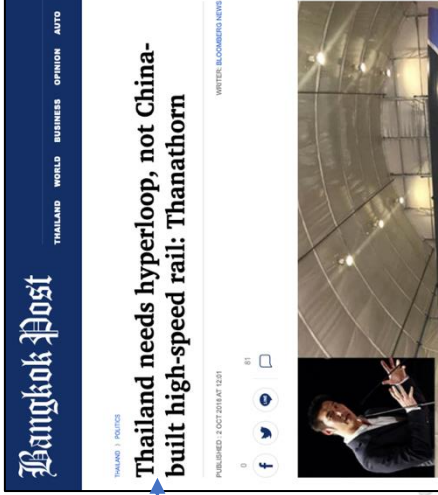 Bangkok Post
THAILAND WORLD BUSINESS OPINION AUTO
THAILAND › POLITICS
Thailand needs hyperloop, not China-
built high-speed rail: Thanathorn
PUBLISHED : 2 OCT 2018 AT 12:01
WRITER: BLOOMBERG NEWS
0
81